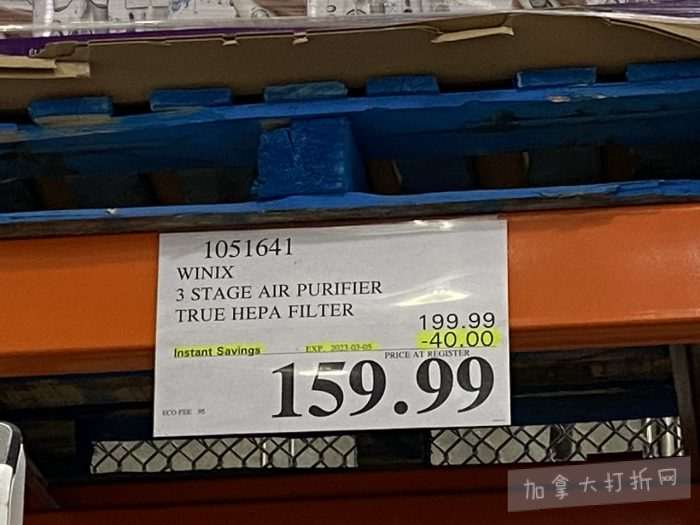 1051641
WINIX
3 STAGE AIR PURIFIER
TRUE HEPA FILTER
199.99
Instant Savings EXP. 2023-03-05 -40.00
PRICE AT REGISTER
159.99
ECO FEE .95
加拿大打折网